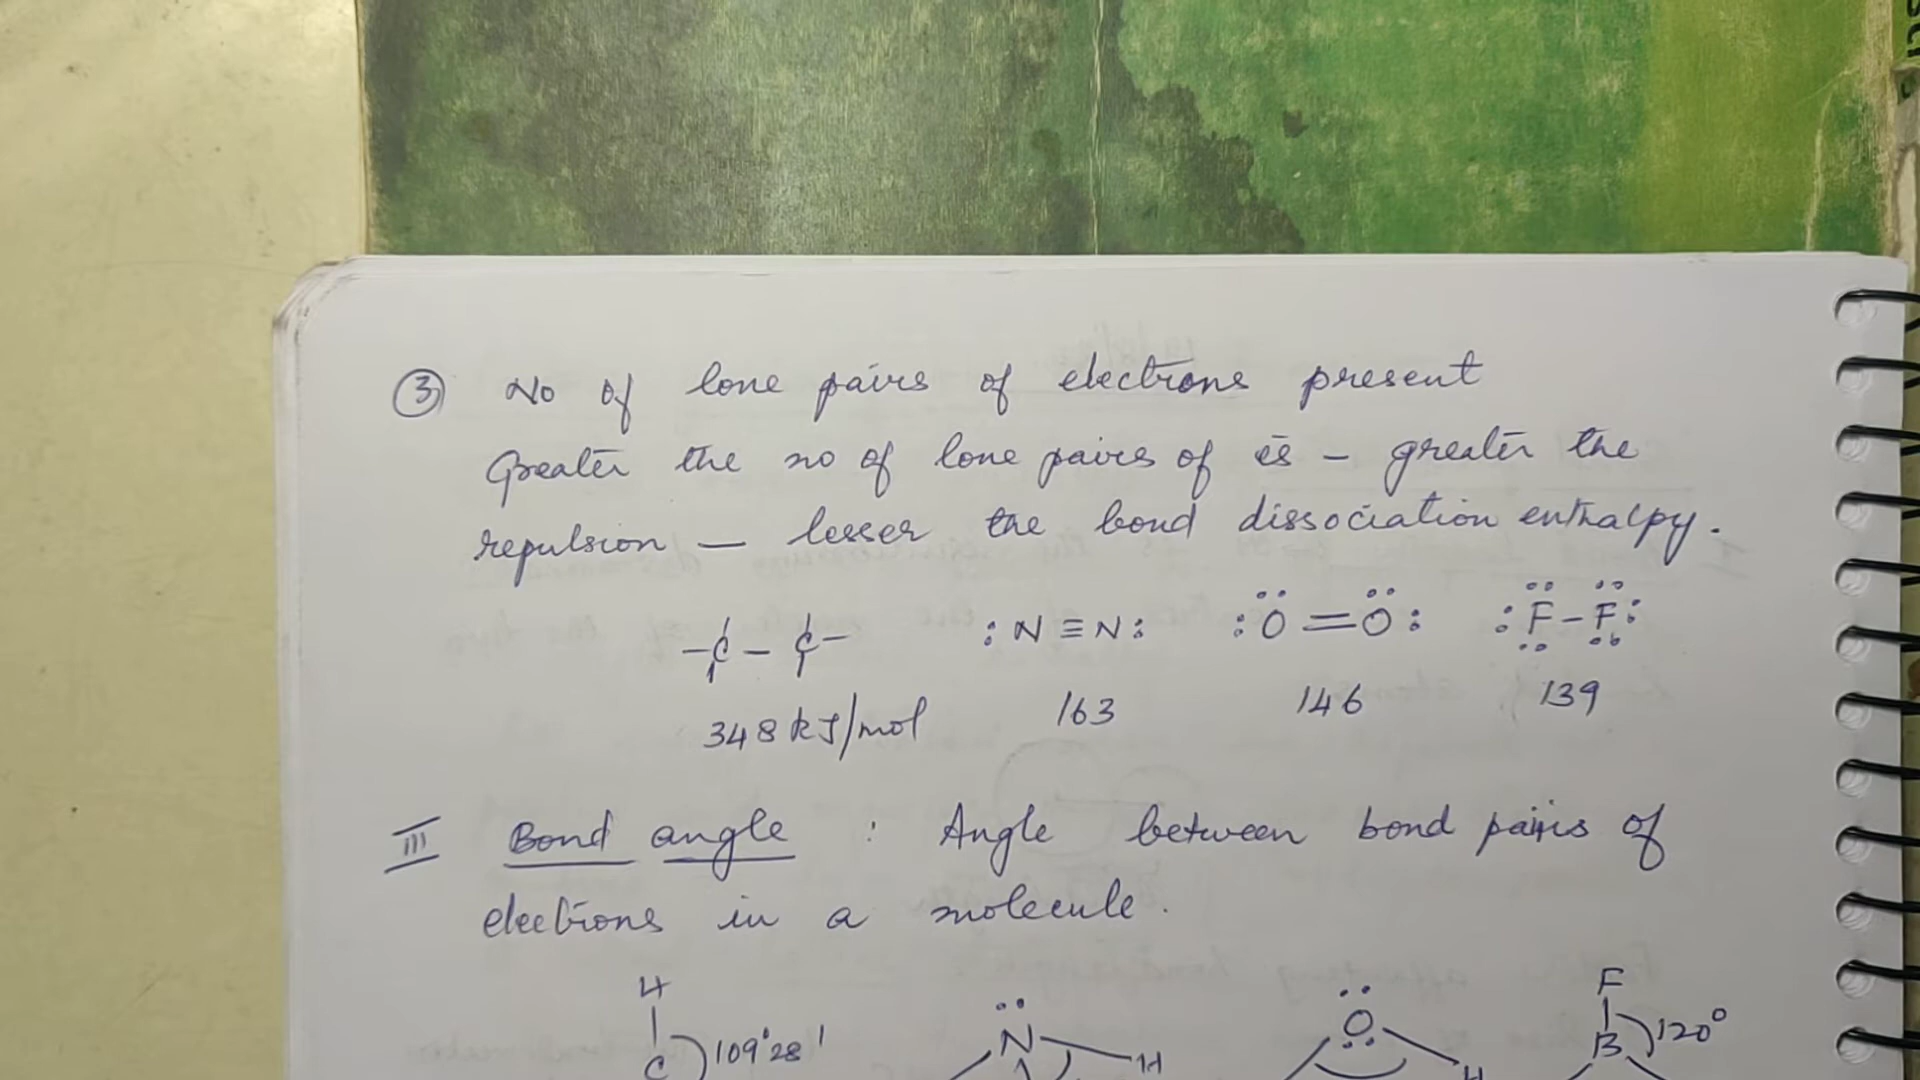 ③ No of lone pairs of electrons present
Greater the no of lone pairs of ēs – greater the
repulsion — lesser the bond dissociation enthalpy.
–C–C– :N≡N: :Ö=Ö: :F–F:
348 kJ/mol 163 146 139
III Bond angle : Angle between bond pairs of
electrons in a molecule.
H F
C 109°28' N H O H B 120°